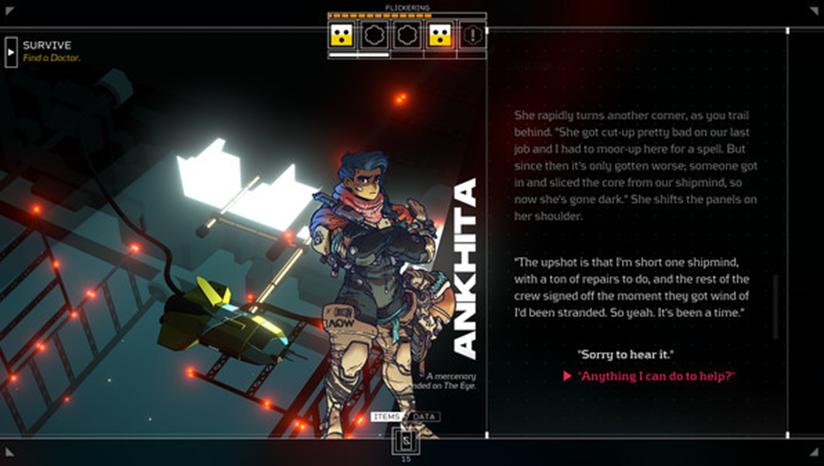 FLICKERING
SURVIVE
Find a Doctor.
She rapidly turns another corner, as you trail
behind. "She got cut-up pretty bad on our last
job and I had to moor-up here for a spell. But
since then it's only gotten worse; someone got
in and sliced the core from our shipmind, so
now she's gone dark." She shifts the panels on
her shoulder.
"The upshot is that I'm short one shipmind,
with a ton of repairs to do, and the rest of the
crew signed off the moment they got wind of
I'd been stranded. So yeah. It's been a time."
"Sorry to hear it."
"Anything I can do to help?"
ANKHITA
A mercenary
nded on The Eye.
ITEMS / DATA
15